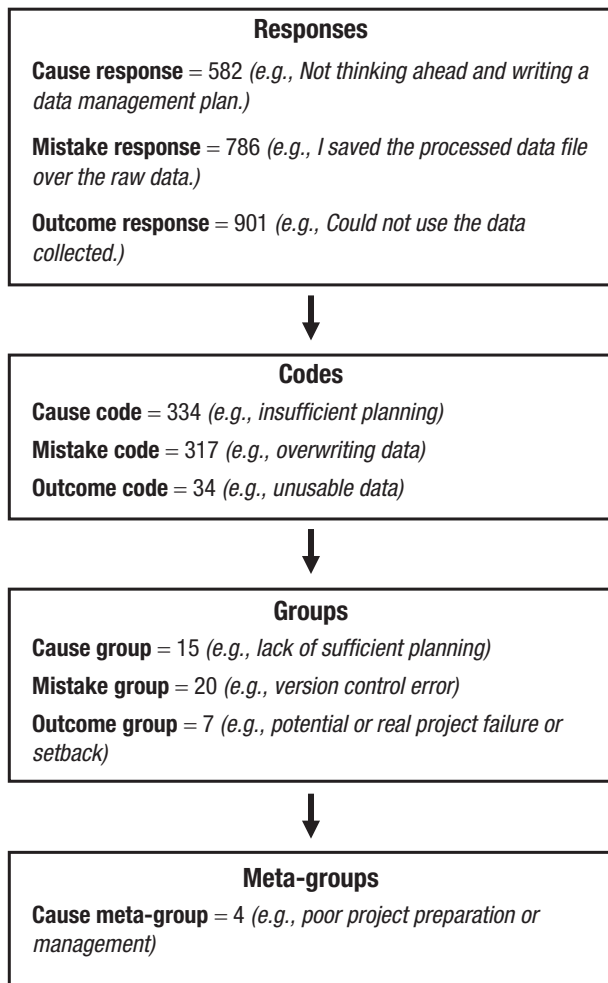 Responses
Cause response = 582 (e.g., Not thinking ahead and writing a
data management plan.)
Mistake response = 786 (e.g., I saved the processed data file
over the raw data.)
Outcome response = 901 (e.g., Could not use the data
collected.)
Codes
Cause code = 334 (e.g., insufficient planning)
Mistake code = 317 (e.g., overwriting data)
Outcome code = 34 (e.g., unusable data)
Groups
Cause group = 15 (e.g., lack of sufficient planning)
Mistake group = 20 (e.g., version control error)
Outcome group = 7 (e.g., potential or real project failure or
setback)
Meta-groups
Cause meta-group = 4 (e.g., poor project preparation or
management)